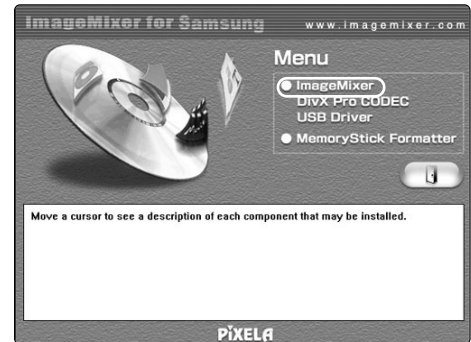 ImageMixer for Samsung
www.imagemixer.com
Menu
ImageMixer
DivX Pro CODEC
USB Driver
MemoryStick Formatter
Move a cursor to see a description of each component that may be installed.
PIXELA